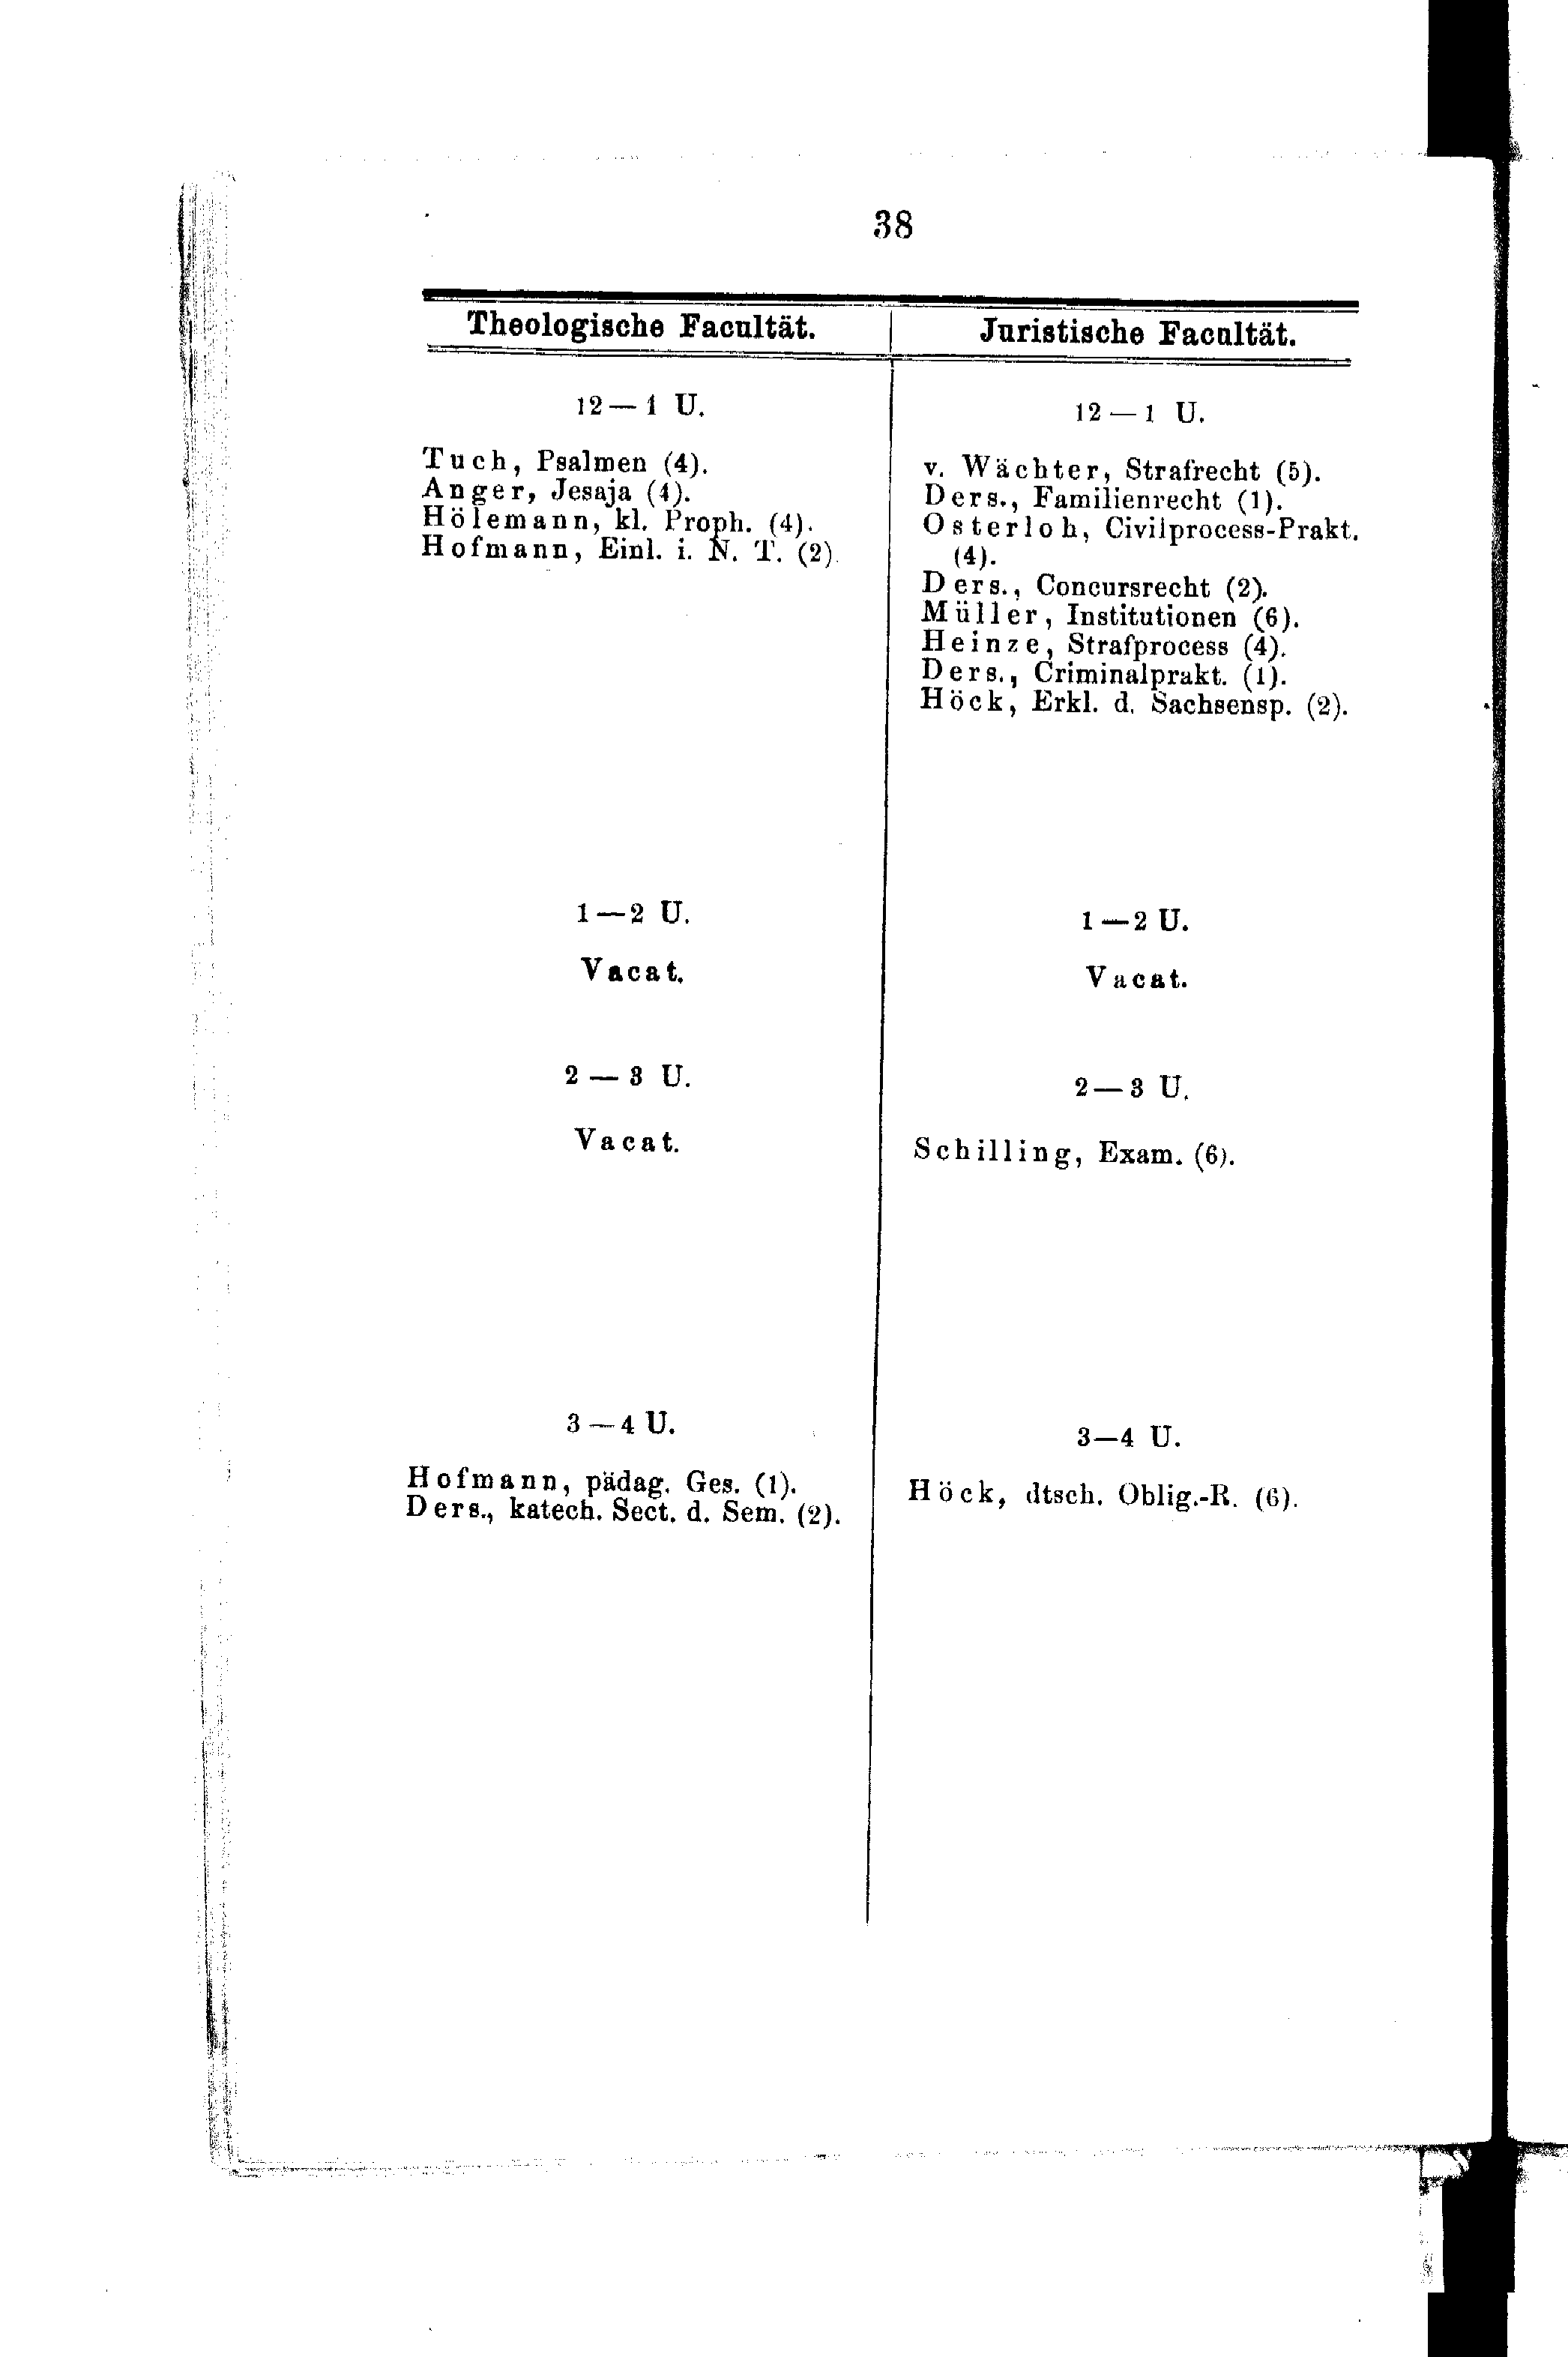 38
Theologische Facultät.
12—1 U.
Tuch, Psalmen (4).
Anger, Jesaja (4).
Hölemann, kl. Proph. (4).
Hofmann, Einl. i. N. T. (2).
1—2 U.
Vacat.
2—3 U.
Vacat.
3—4 U.
Hofmann, pädag. Ges. (1).
Ders., katech. Sect. d. Sem. (2).
Juristische Facultät.
12—1 U.
v. Wächter, Strafrecht (5).
Ders., Familienrecht (1).
Osterloh, Civilprocess-Prakt.
(4).
Ders., Concursrecht (2).
Müller, Institutionen (6).
Heinze, Strafprocess (4).
Ders., Criminalprakt. (1).
Höck, Erkl. d. Sachsensp. (2).
1—2 U.
Vacat.
2—3 U.
Schilling, Exam. (6).
3—4 U.
Höck, dtsch. Oblig.-R. (6).